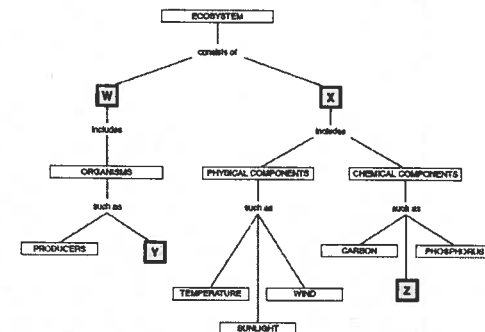 ECOSYSTEM
consists of
W
X
includes
includes
ORGANISMS
PHYSICAL COMPONENTS
CHEMICAL COMPONENTS
such as
such as
such as
PRODUCERS
Y
CARBON
PHOSPHORUS
TEMPERATURE
WIND
Z
SUNLIGHT